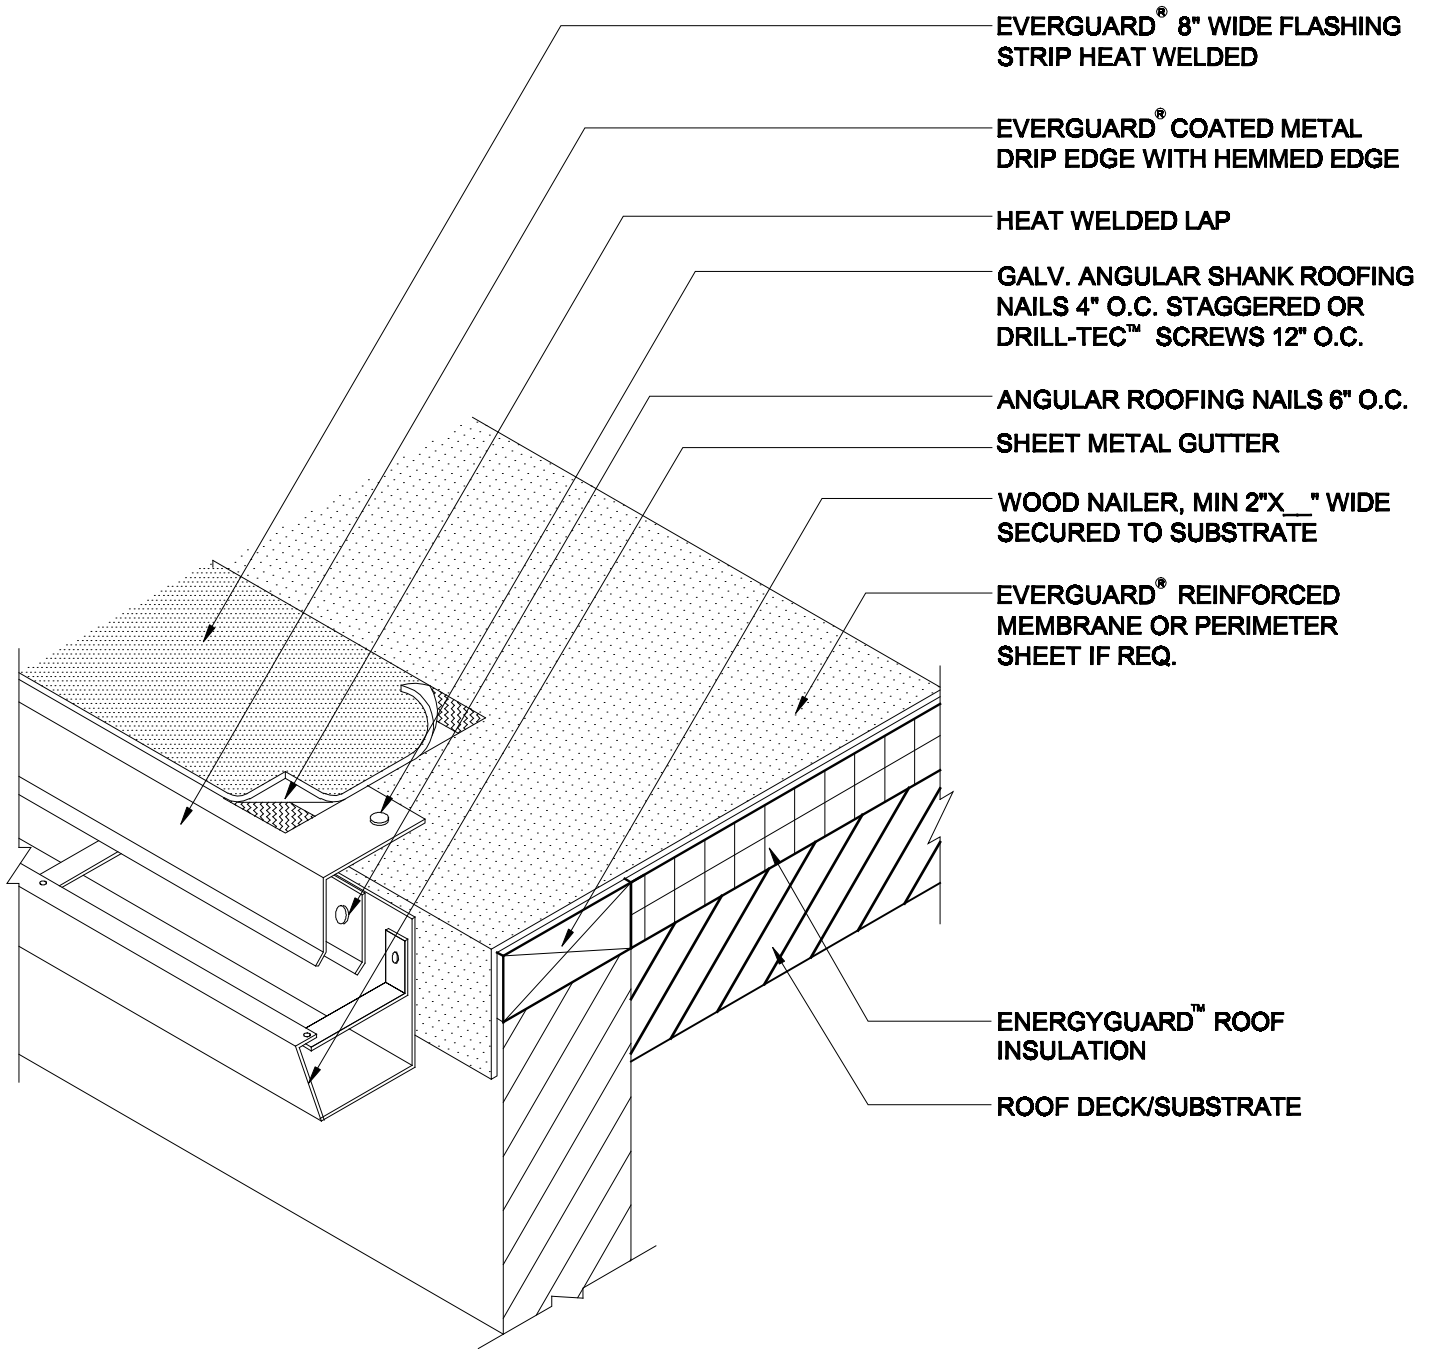 EVERGUARD® 8" WIDE FLASHING
STRIP HEAT WELDED
EVERGUARD® COATED METAL
DRIP EDGE WITH HEMMED EDGE
HEAT WELDED LAP
GALV. ANGULAR SHANK ROOFING
NAILS 4" O.C. STAGGERED OR
DRILL-TEC™ SCREWS 12" O.C.
ANGULAR ROOFING NAILS 6" O.C.
SHEET METAL GUTTER
WOOD NAILER, MIN 2"X__" WIDE
SECURED TO SUBSTRATE
EVERGUARD® REINFORCED
MEMBRANE OR PERIMETER
SHEET IF REQ.
ENERGYGUARD™ ROOF
INSULATION
ROOF DECK/SUBSTRATE